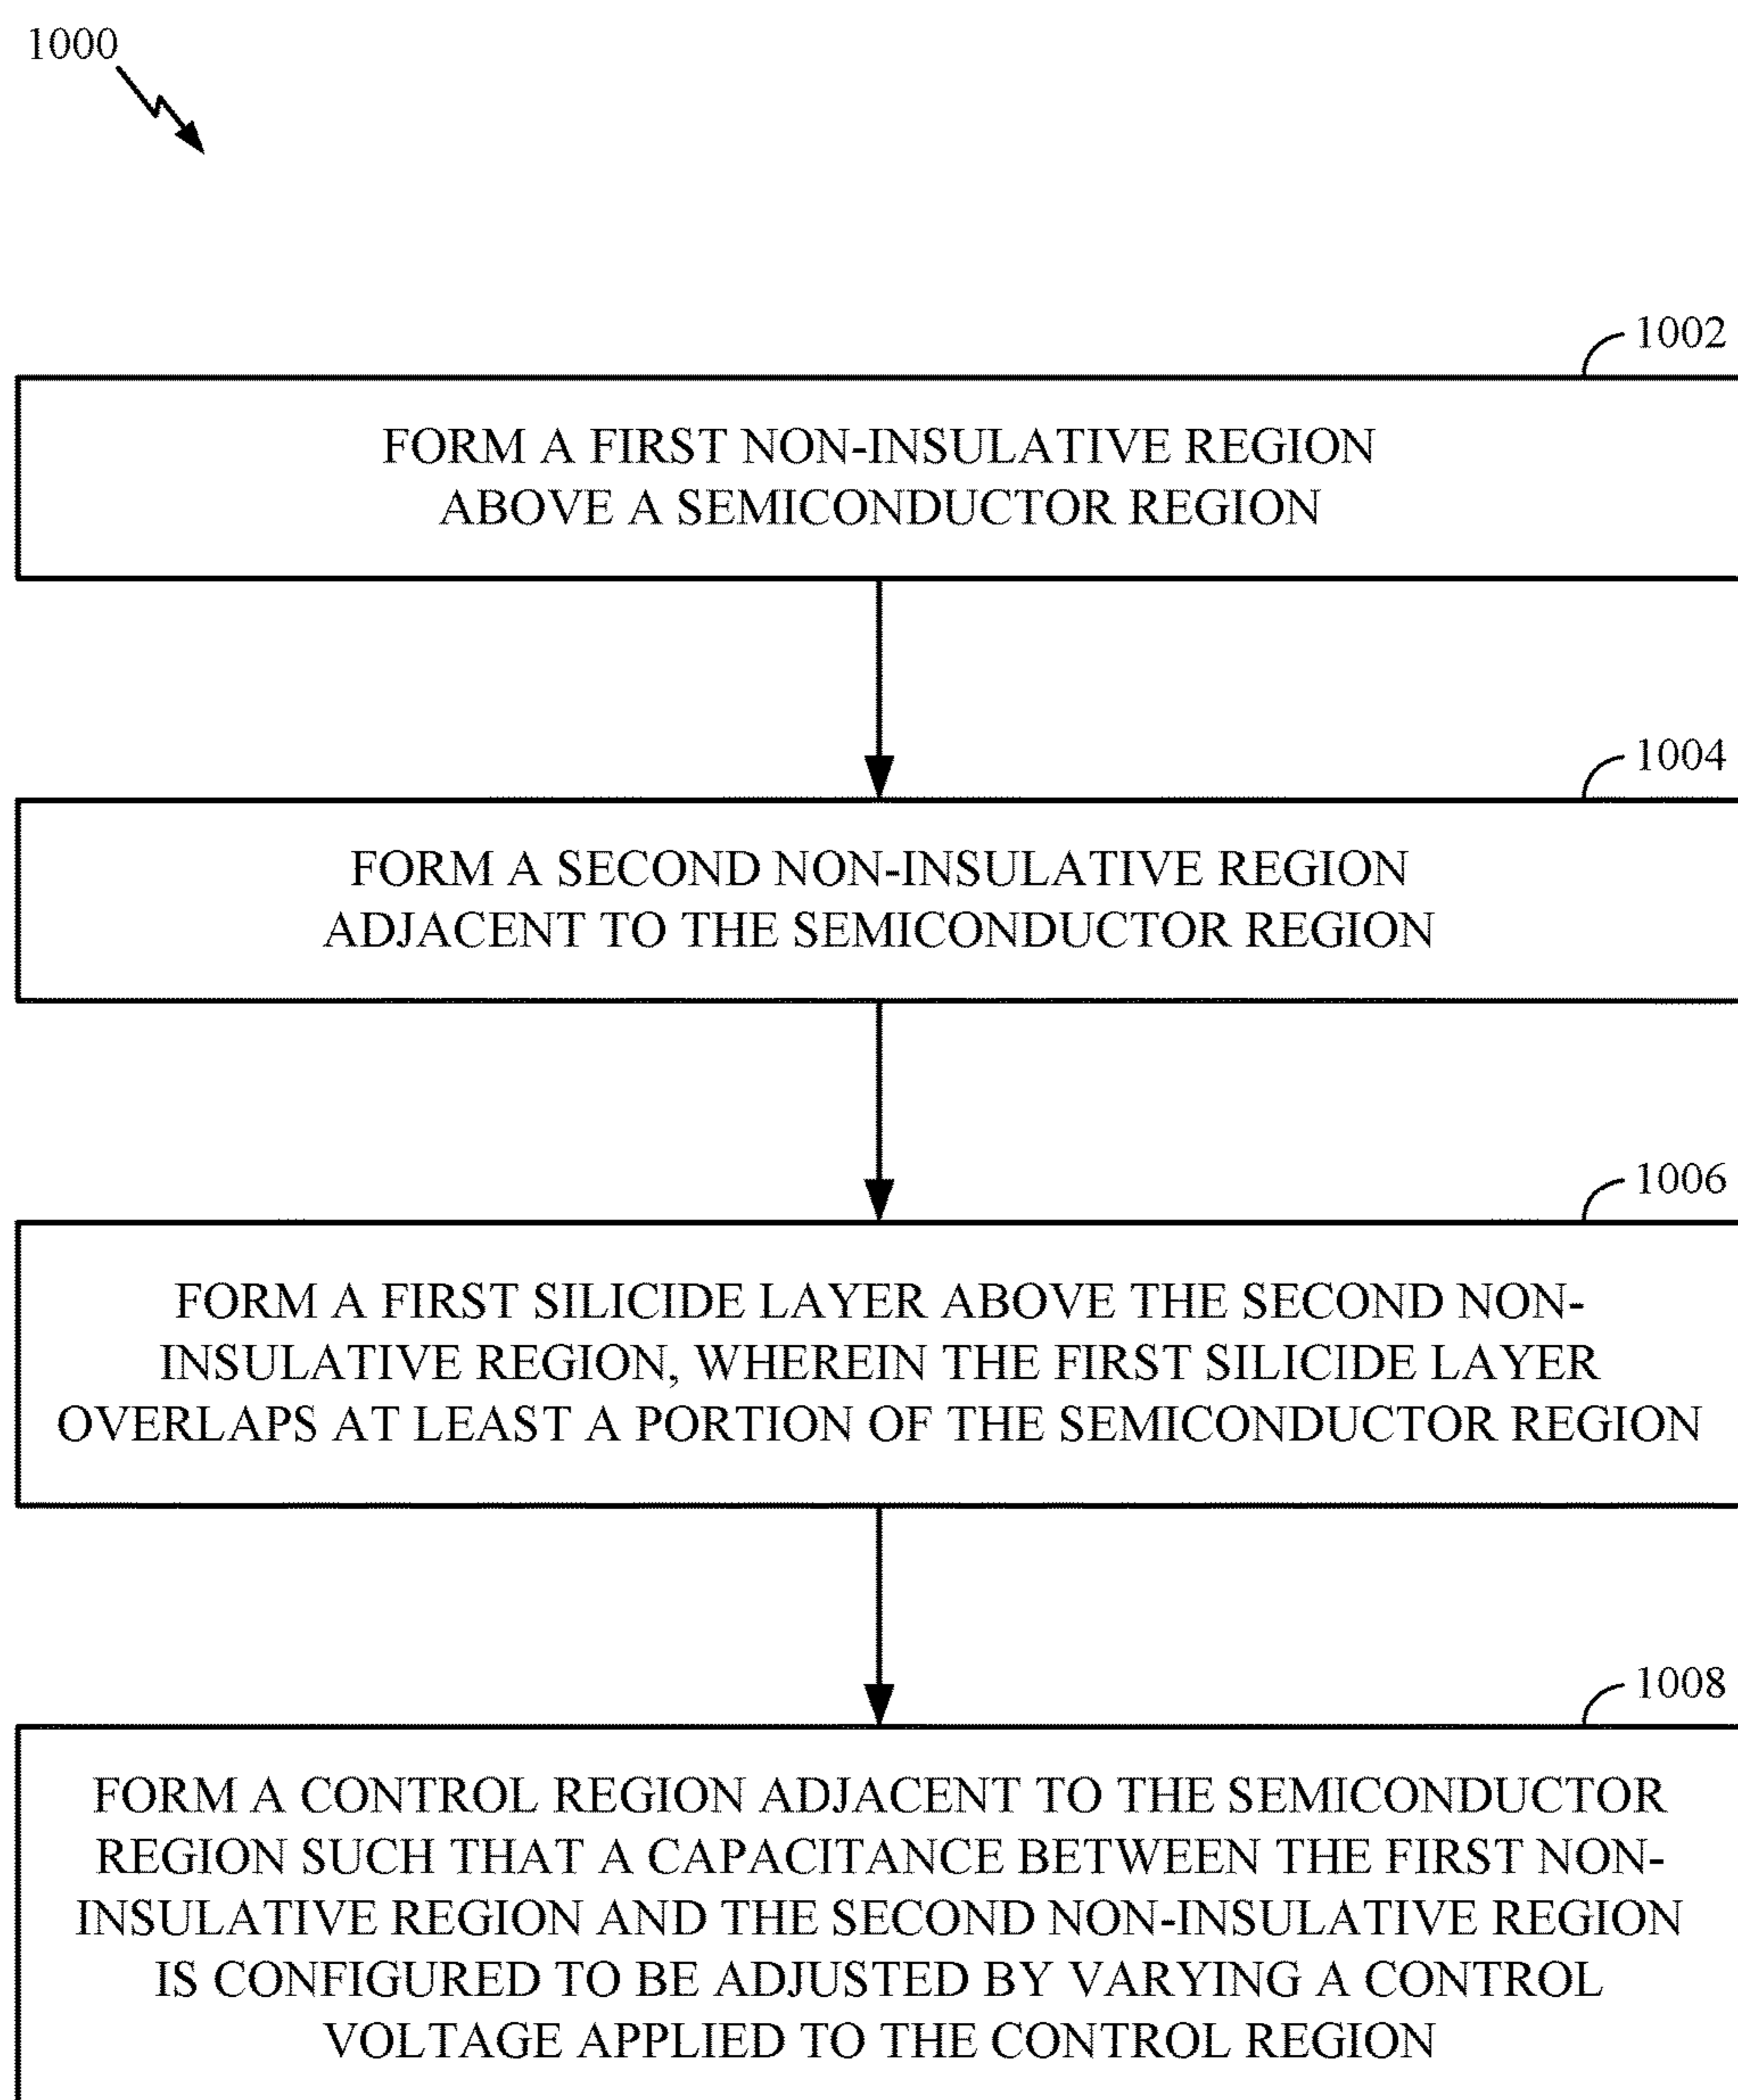 1000
1002
FORM A FIRST NON-INSULATIVE REGION
ABOVE A SEMICONDUCTOR REGION
1004
FORM A SECOND NON-INSULATIVE REGION
ADJACENT TO THE SEMICONDUCTOR REGION
1006
FORM A FIRST SILICIDE LAYER ABOVE THE SECOND NON-
INSULATIVE REGION, WHEREIN THE FIRST SILICIDE LAYER
OVERLAPS AT LEAST A PORTION OF THE SEMICONDUCTOR REGION
1008
FORM A CONTROL REGION ADJACENT TO THE SEMICONDUCTOR
REGION SUCH THAT A CAPACITANCE BETWEEN THE FIRST NON-
INSULATIVE REGION AND THE SECOND NON-INSULATIVE REGION
IS CONFIGURED TO BE ADJUSTED BY VARYING A CONTROL
VOLTAGE APPLIED TO THE CONTROL REGION